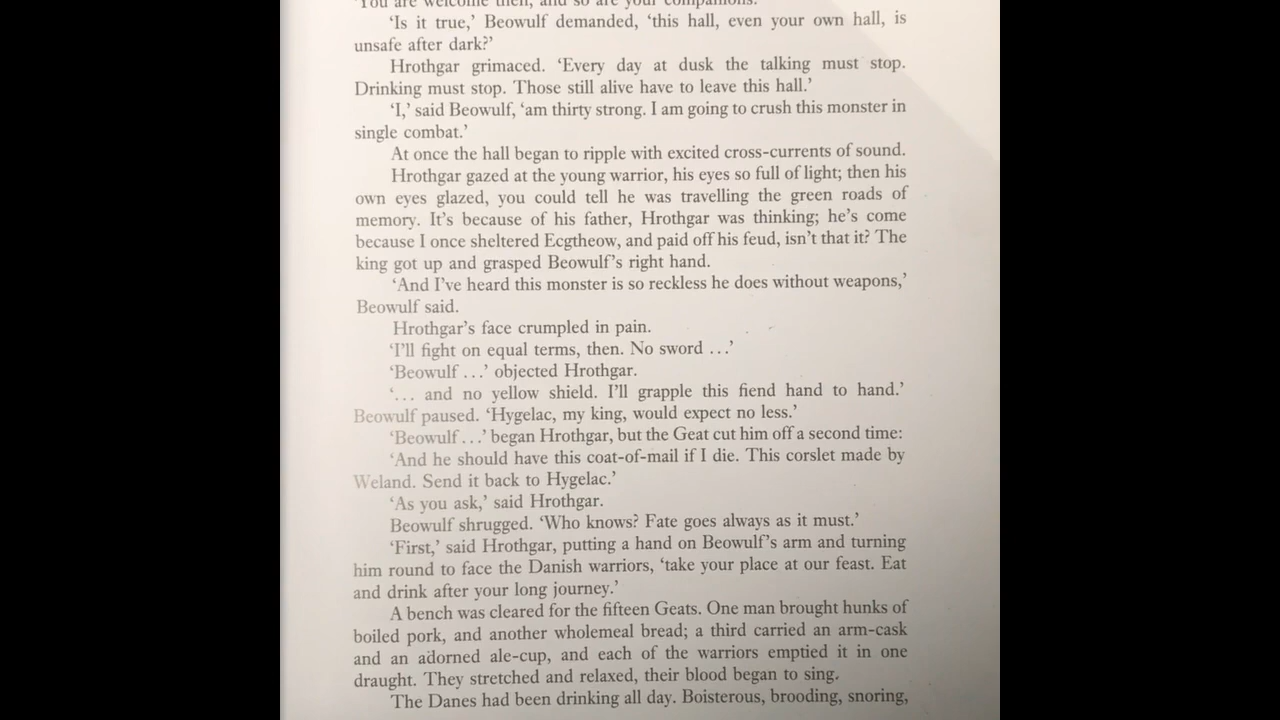 'You are welcome then, and so are your companions.'
'Is it true,' Beowulf demanded, 'this hall, even your own hall, is
unsafe after dark?'
Hrothgar grimaced. 'Every day at dusk the talking must stop.
Drinking must stop. Those still alive have to leave this hall.'
'I,' said Beowulf, 'am thirty strong. I am going to crush this monster in
single combat.'
At once the hall began to ripple with excited cross-currents of sound.
Hrothgar gazed at the young warrior, his eyes so full of light; then his
own eyes glazed, you could tell he was travelling the green roads of
memory. It's because of his father, Hrothgar was thinking; he's come
because I once sheltered Ecgtheow, and paid off his feud, isn't that it? The
king got up and grasped Beowulf's right hand.
'And I've heard this monster is so reckless he does without weapons,'
Beowulf said.
Hrothgar's face crumpled in pain.
'I'll fight on equal terms, then. No sword ...'
'Beowulf ...' objected Hrothgar.
'... and no yellow shield. I'll grapple this fiend hand to hand.'
Beowulf paused. 'Hygelac, my king, would expect no less.'
'Beowulf ...' began Hrothgar, but the Geat cut him off a second time:
'And he should have this coat-of-mail if I die. This corslet made by
Weland. Send it back to Hygelac.'
'As you ask,' said Hrothgar.
Beowulf shrugged. 'Who knows? Fate goes always as it must.'
'First,' said Hrothgar, putting a hand on Beowulf's arm and turning
him round to face the Danish warriors, 'take your place at our feast. Eat
and drink after your long journey.'
A bench was cleared for the fifteen Geats. One man brought hunks of
boiled pork, and another wholemeal bread; a third carried an arm-cask
and an adorned ale-cup, and each of the warriors emptied it in one
draught. They stretched and relaxed, their blood began to sing.
The Danes had been drinking all day. Boisterous, brooding, snoring,